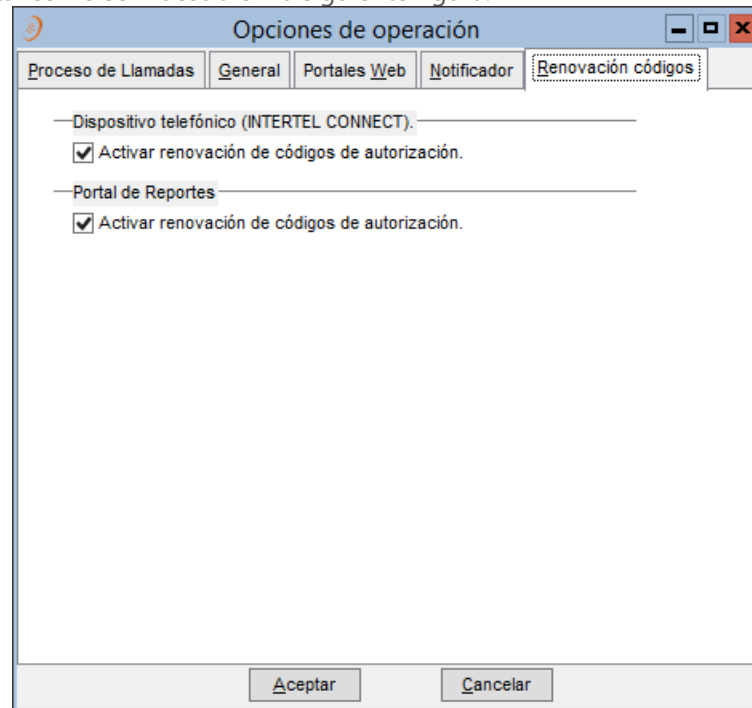 Opciones de operación
Proceso de Llamadas General Portales Web Notificador Renovación códigos
Dispositivo telefónico (INTERTEL CONNECT).
Activar renovación de códigos de autorización.
Portal de Reportes
Activar renovación de códigos de autorización.
Aceptar Cancelar